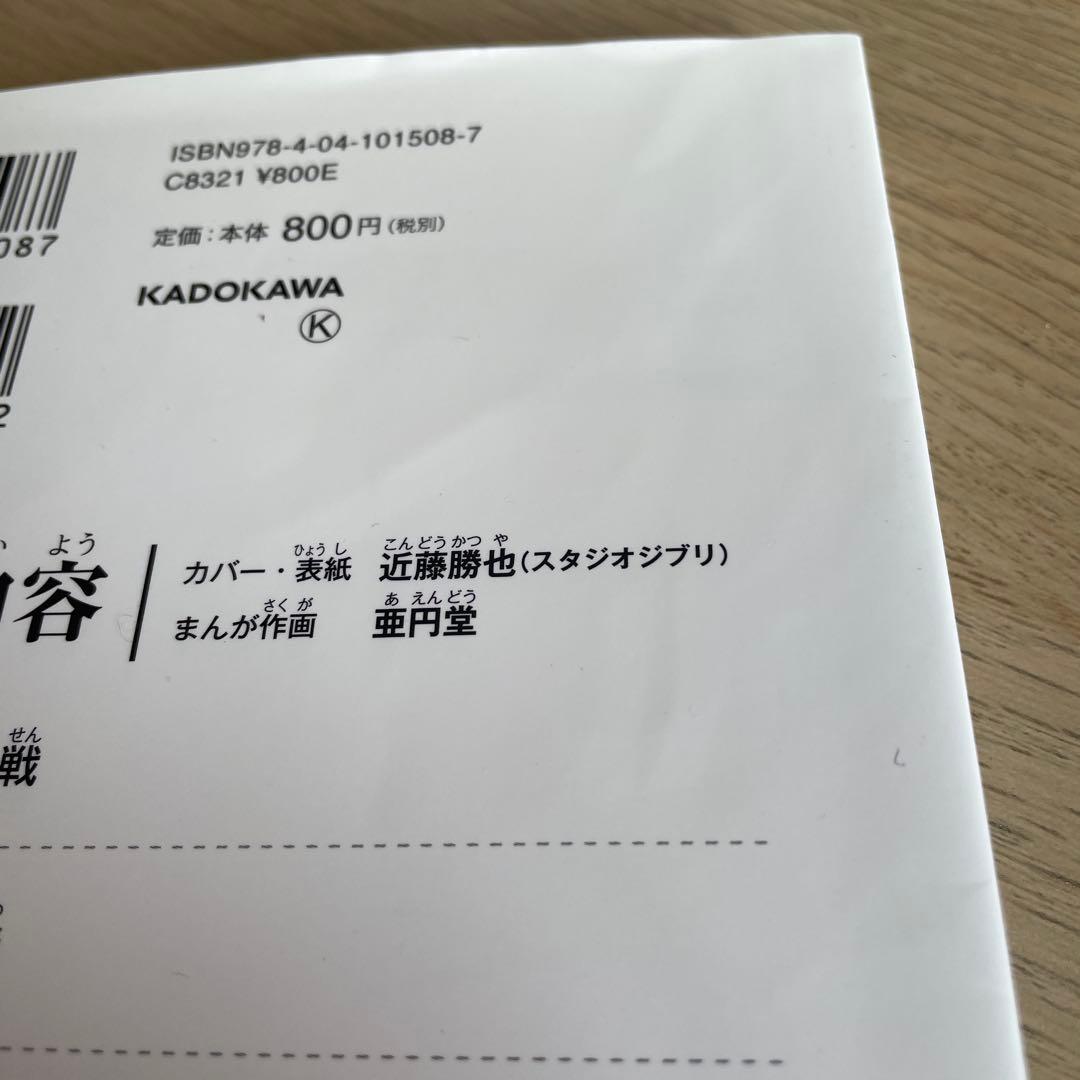 ISBN978-4-04-101508-7
C8321 ¥800E
087
定価：本体 800円（税別）
KADOKAWA
K
2
よう
容
ひょうし こんどうかつや
カバー・表紙 近藤勝也（スタジオジブリ）
さくが あえんどう
まんが作画 亜円堂
せん
戦